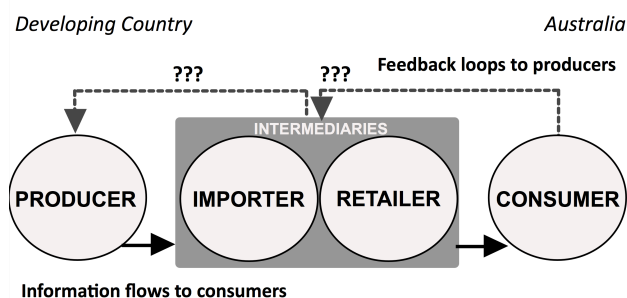 Developing Country
Australia
???
???
Feedback loops to producers
INTERMEDIARIES
PRODUCER
IMPORTER
RETAILER
CONSUMER
Information flows to consumers